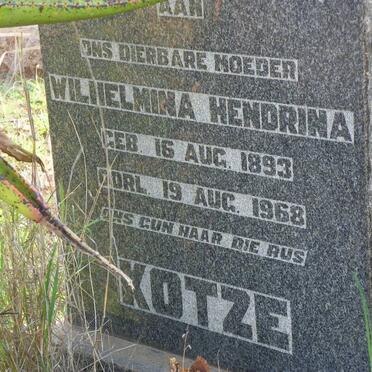 AAN
ONS DIERBARE MOEDER
WILHELMINA HENDRINA
GEB. 16 AUG. 1893
OORL. 19 AUG. 1968
ONS GUN HAAR DIE RUS
KOTZE